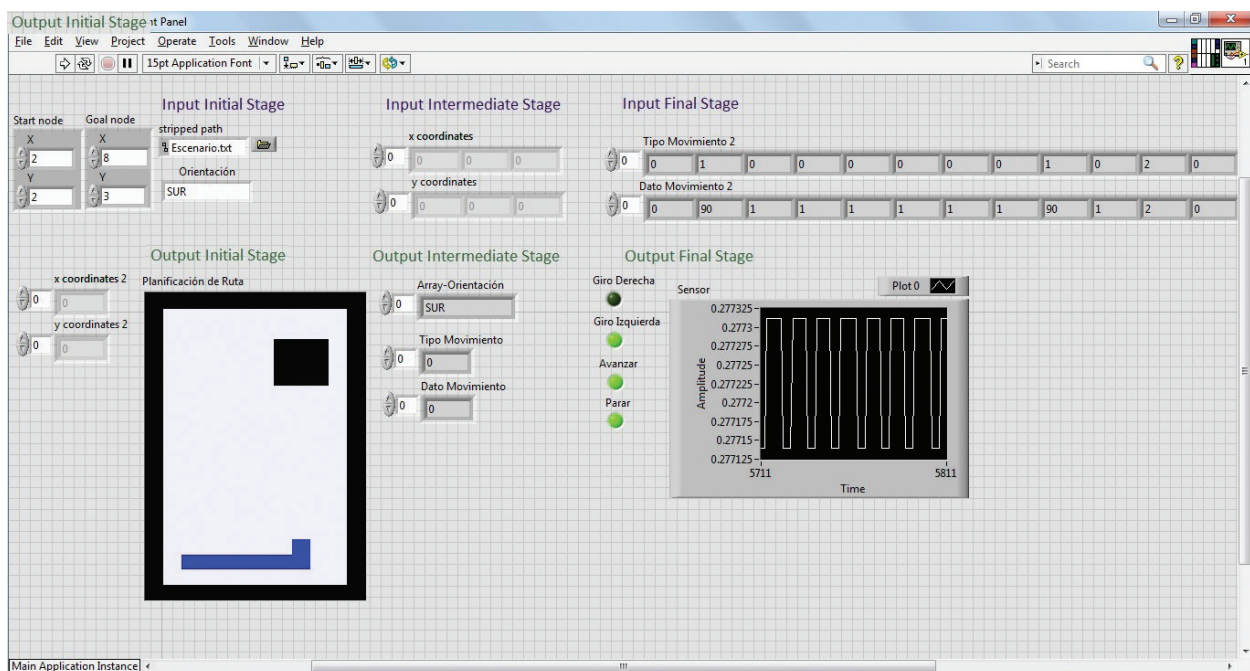 Output Initial Stage nt Panel
File Edit View Project Operate Tools Window Help
15pt Application Font
Search
1
Input Initial Stage
Input Intermediate Stage
Input Final Stage
Start node
Goal node
X
2
Y
2
X
8
Y
3
stripped path
Escenario.txt
Orientación
SUR
x coordinates
0 0 0 0
y coordinates
0 0 0 0
Tipo Movimiento 2
0 0 1 0 0 0 0 0 0 1 0 2 0
Dato Movimiento 2
0 0 90 1 1 1 1 1 1 90 1 2 0
Output Initial Stage
Output Intermediate Stage
Output Final Stage
x coordinates 2
0 0
y coordinates 2
0 0
Planificación de Ruta
Array-Orientación
0 SUR
Tipo Movimiento
0 0
Dato Movimiento
0 0
Giro Derecha
Giro Izquierda
Avanzar
Parar
Sensor
Plot 0
Amplitude
0.277325
0.2773
0.277275
0.27725
0.277225
0.2772
0.277175
0.27715
0.277125
5711 5811
Time
Main Application Instance